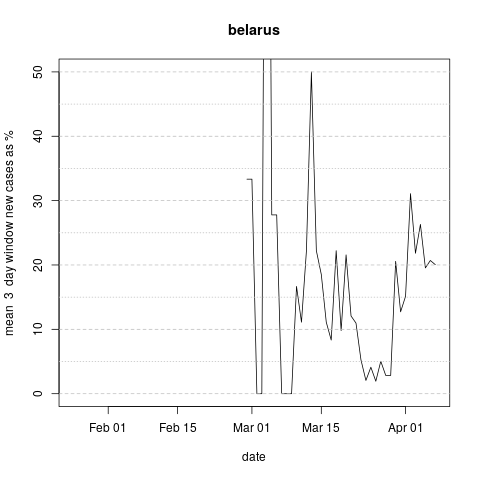 belarus
mean  3  day window new cases as %
50
40
30
20
10
0
Feb 01
Feb 15
Mar 01
Mar 15
Apr 01
date